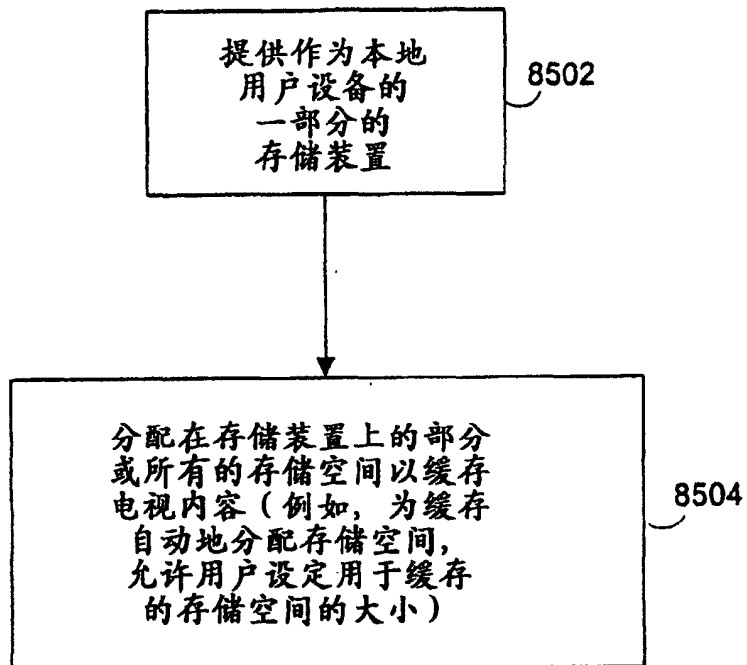 提供作为本地
用户设备的
一部分的
存储装置
8502
分配在存储装置上的部分
或所有的存储空间以缓存
电视内容（例如，为缓存
自动地分配存储空间，
允许用户设定用于缓存
的存储空间的大小）
8504